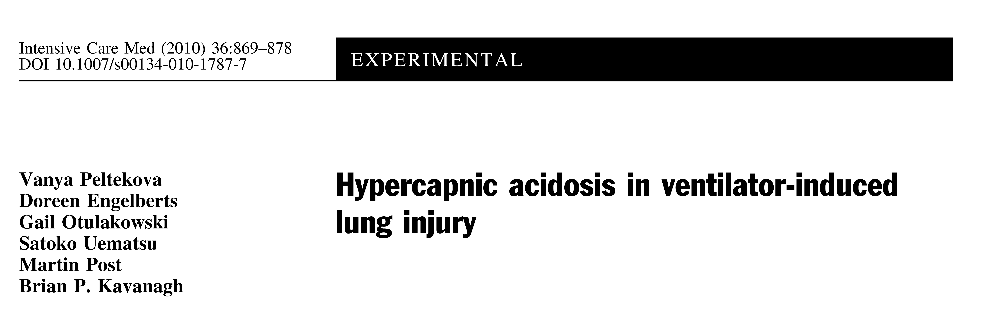 Intensive Care Med (2010) 36:869–878
DOI 10.1007/s00134-010-1787-7
EXPERIMENTAL
Vanya Peltekova
Doreen Engelberts
Gail Otulakowski
Satoko Uematsu
Martin Post
Brian P. Kavanagh
Hypercapnic acidosis in ventilator-induced
lung injury